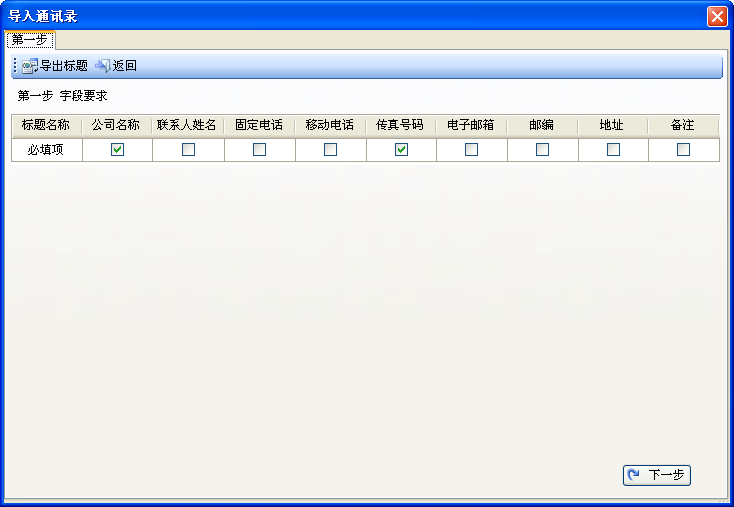 导入通讯录
第一步
导出标题 返回
第一步 字段要求
标题名称 公司名称 联系人姓名 固定电话 移动电话 传真号码 电子邮箱 邮编 地址 备注
必填项
下一步